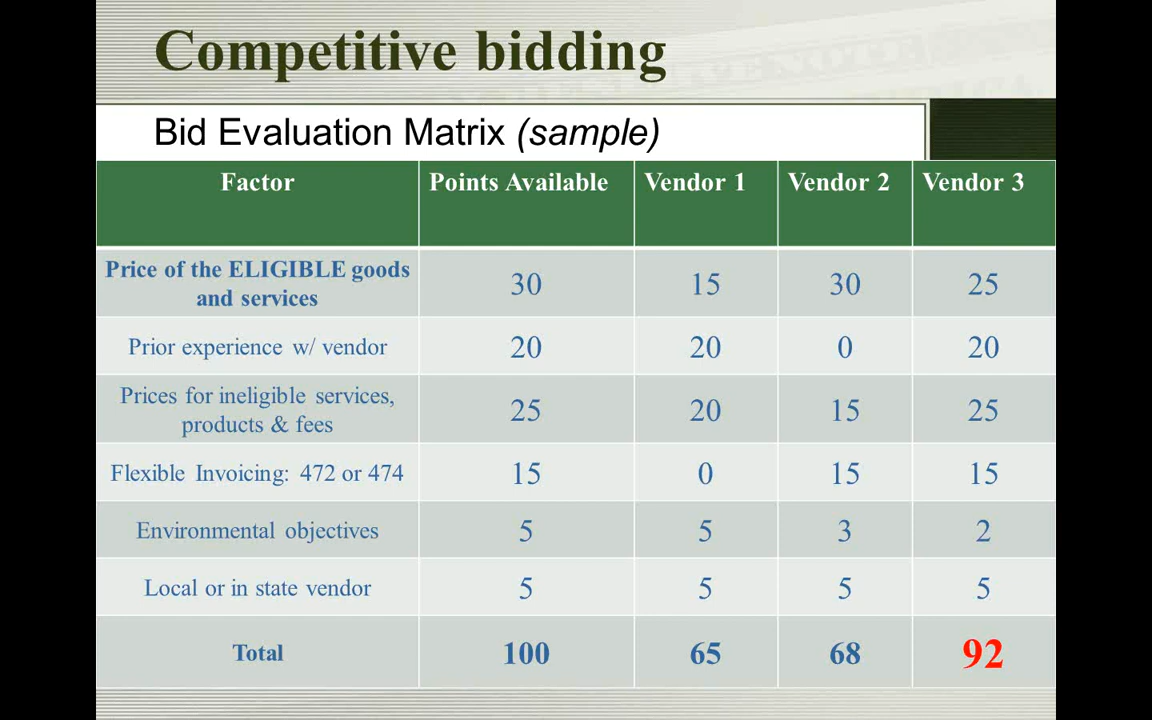 Competitive bidding
Bid Evaluation Matrix (sample)
Factor Points Available Vendor 1 Vendor 2 Vendor 3
Price of the ELIGIBLE goods
and services 30 15 30 25
Prior experience w/ vendor 20 20 0 20
Prices for ineligible services,
products & fees 25 20 15 25
Flexible Invoicing: 472 or 474 15 0 15 15
Environmental objectives 5 5 3 2
Local or in state vendor 5 5 5 5
Total 100 65 68 92